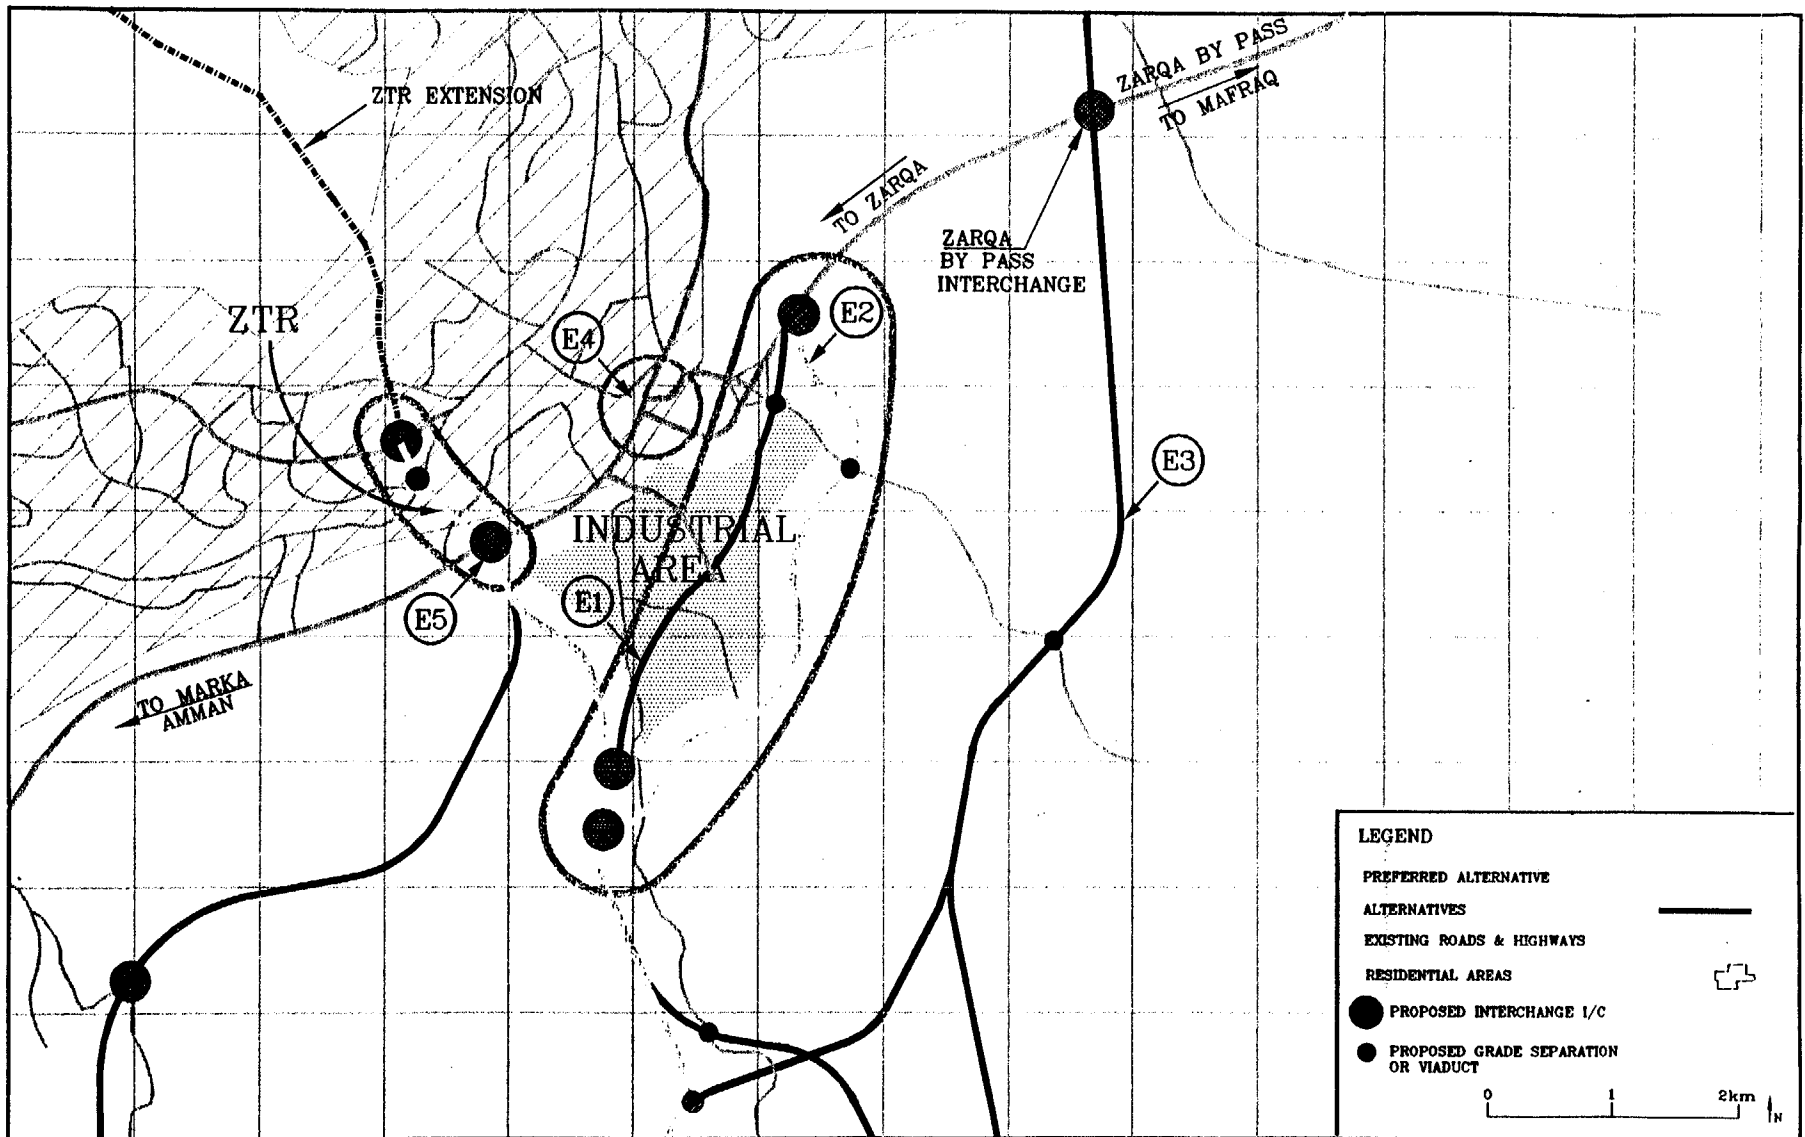 ZTR EXTENSION
ZARQA BY PASS
TO MAFRAQ
TO ZARQA
ZARQA
BY PASS
INTERCHANGE
ZTR
E4
E2
E3
INDUSTRIAL
AREA
E1
E5
TO MARKA
AMMAN
LEGEND
PREFERRED ALTERNATIVE
ALTERNATIVES
EXISTING ROADS & HIGHWAYS
RESIDENTIAL AREAS
PROPOSED INTERCHANGE I/C
PROPOSED GRADE SEPARATION
OR VIADUCT
0 1 2km
N